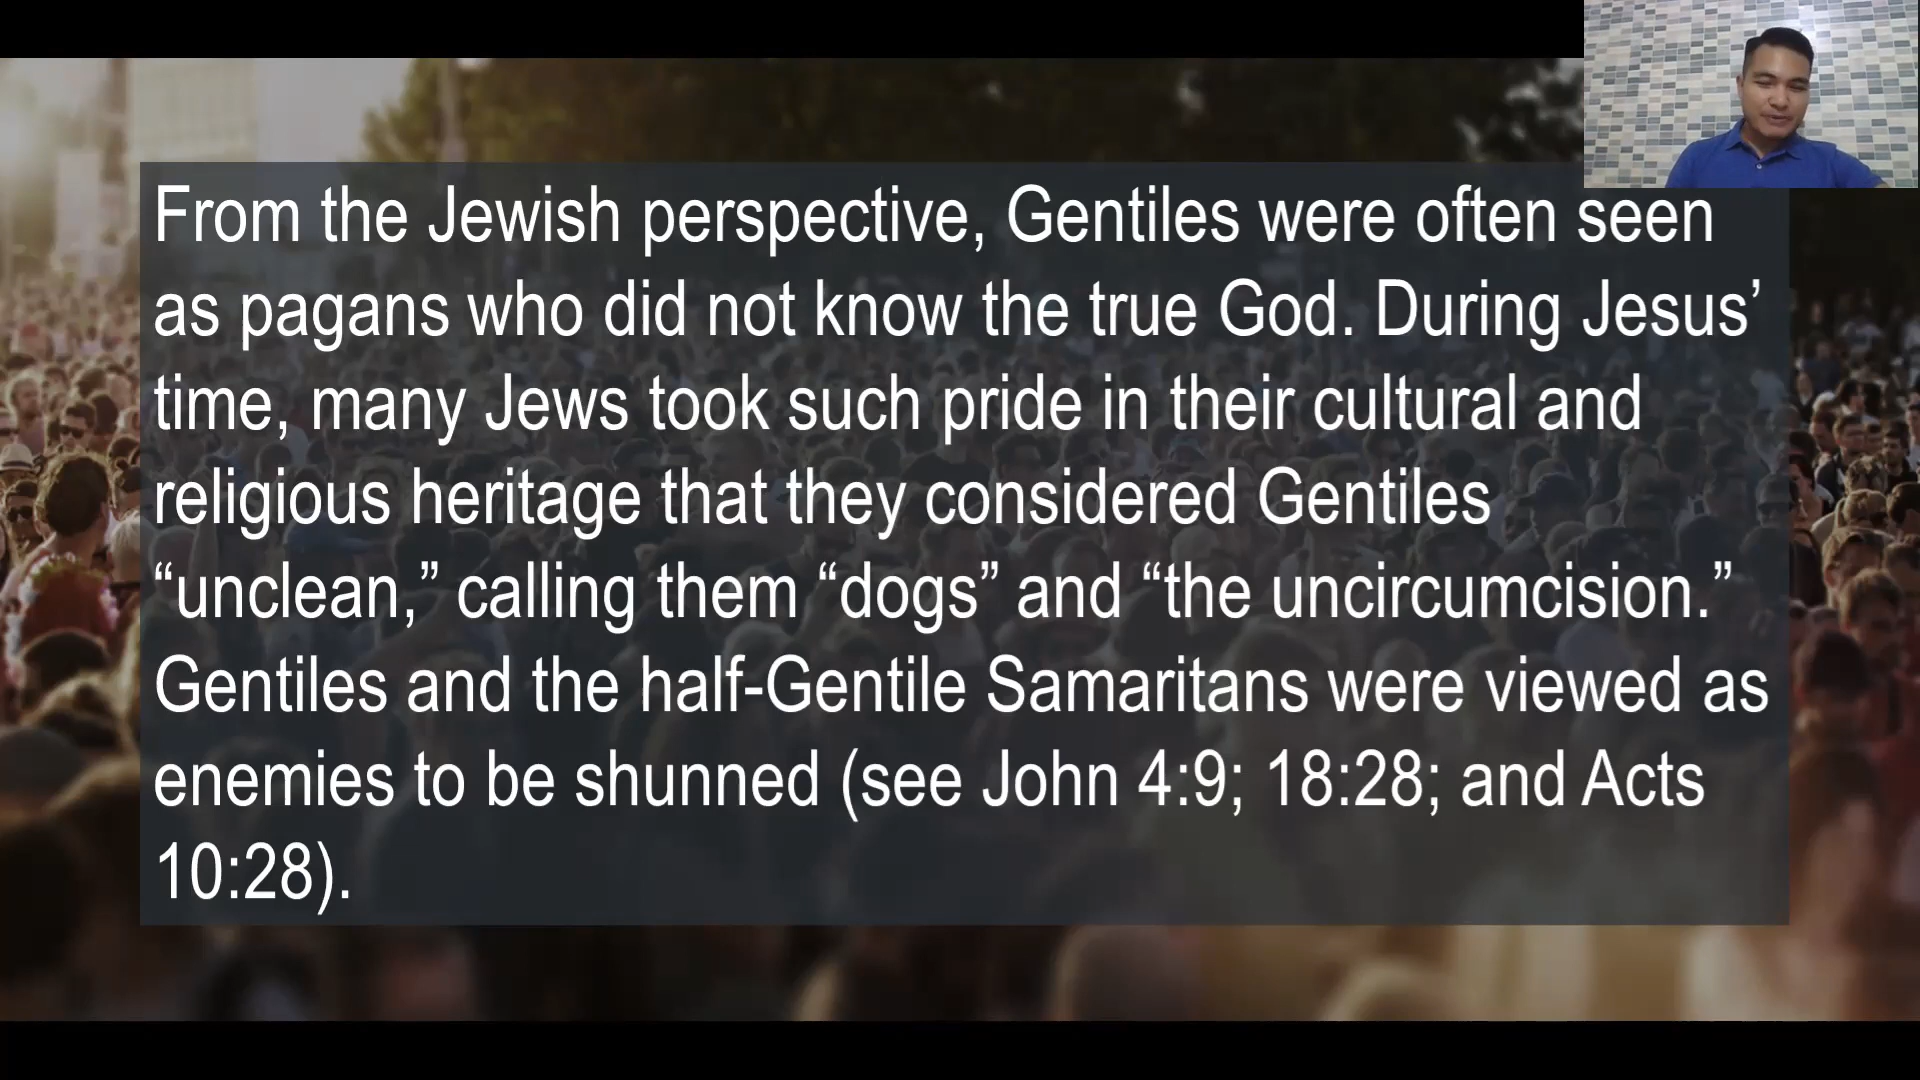 From the Jewish perspective, Gentiles were often seen
as pagans who did not know the true God. During Jesus’
time, many Jews took such pride in their cultural and
religious heritage that they considered Gentiles
“unclean,” calling them “dogs” and “the uncircumcision.”
Gentiles and the half-Gentile Samaritans were viewed as
enemies to be shunned (see John 4:9; 18:28; and Acts
10:28).